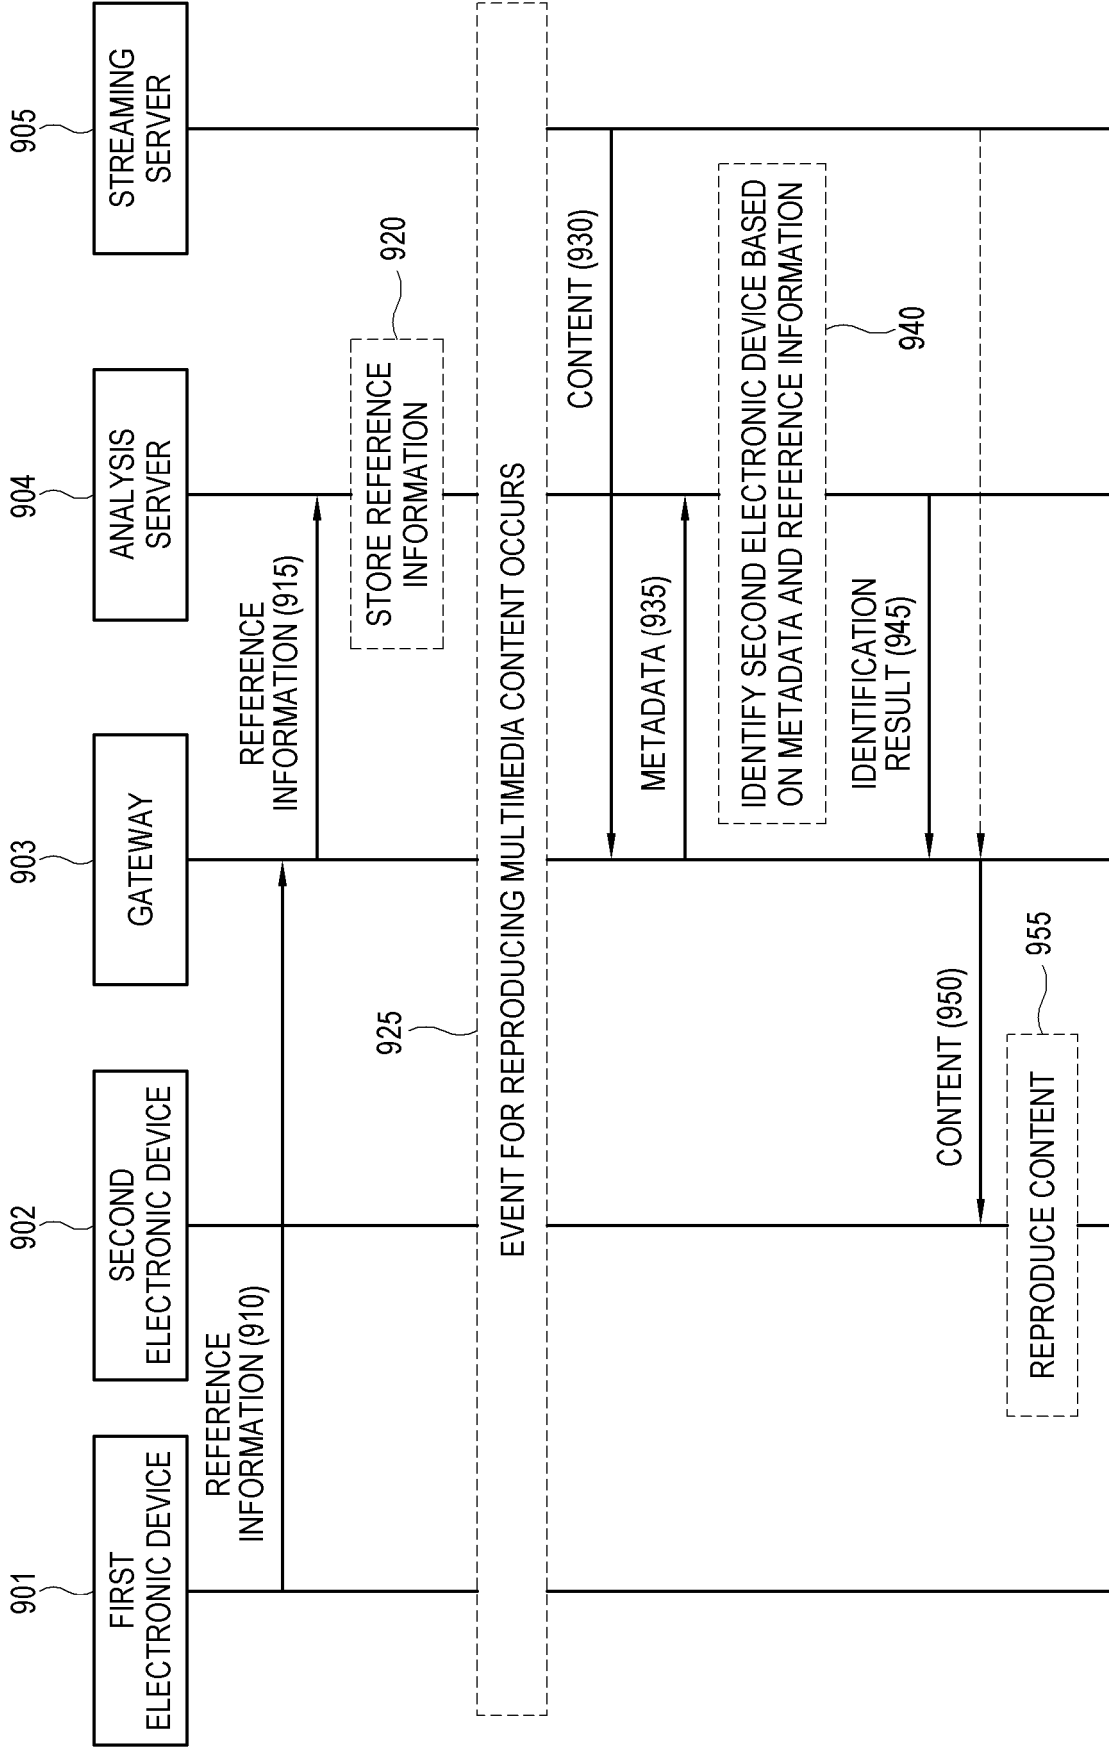 901
902
903
904
905
FIRST
ELECTRONIC DEVICE
SECOND
ELECTRONIC DEVICE
GATEWAY
ANALYSIS
SERVER
STREAMING
SERVER
REFERENCE
INFORMATION (910)
REFERENCE
INFORMATION (915)
920
STORE REFERENCE
INFORMATION
925
EVENT FOR REPRODUCING MULTIMEDIA CONTENT OCCURS
CONTENT (930)
METADATA (935)
IDENTIFY SECOND ELECTRONIC DEVICE BASED
ON METADATA AND REFERENCE INFORMATION
940
IDENTIFICATION
RESULT (945)
CONTENT (950)
955
REPRODUCE CONTENT